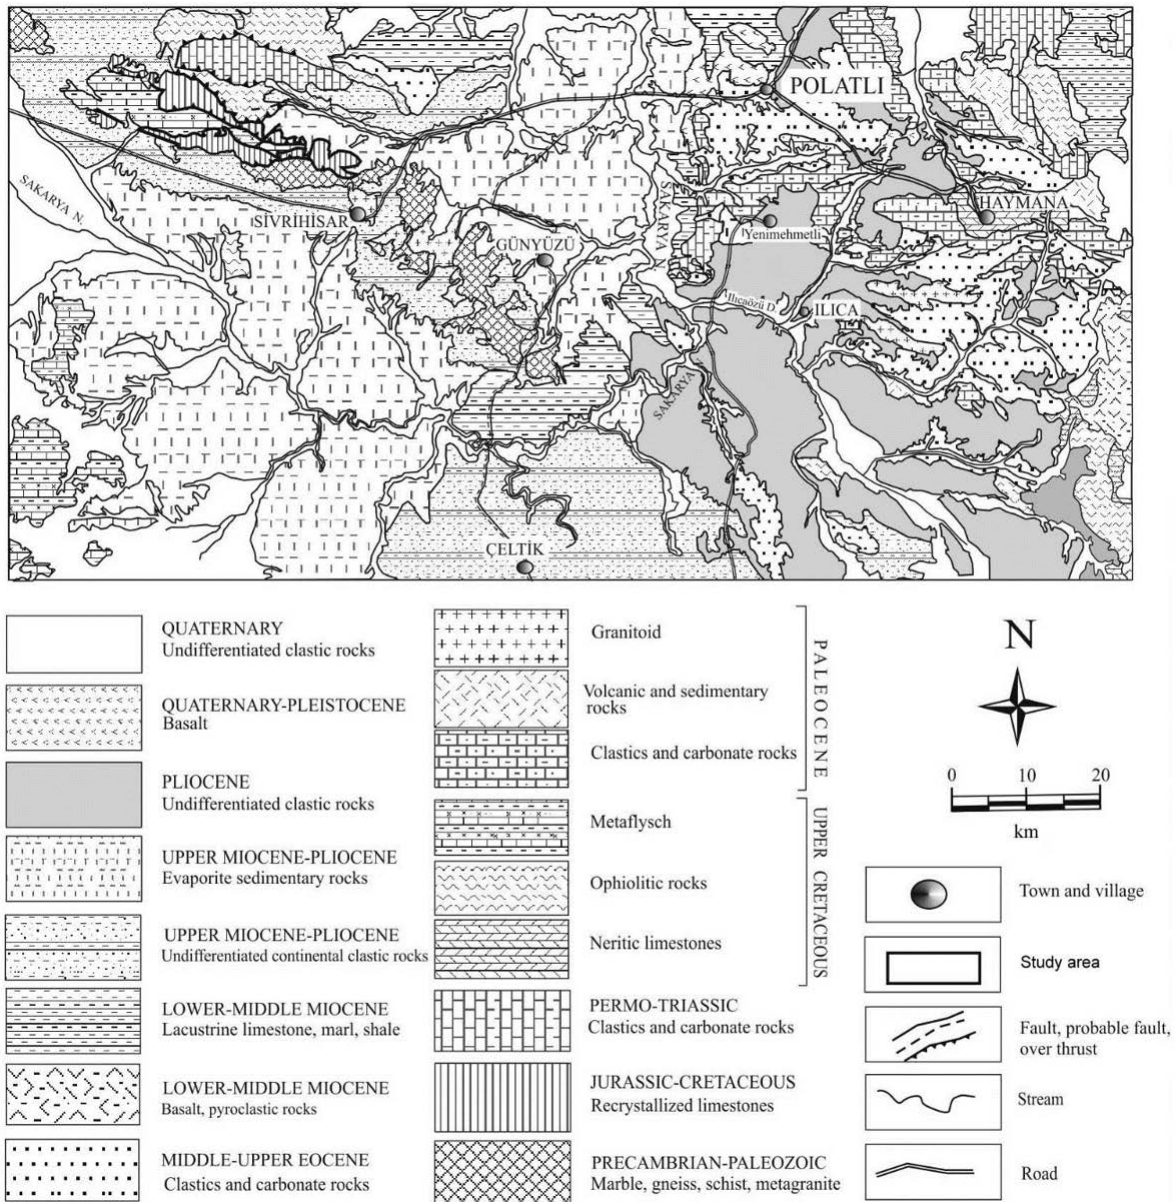 POLATLI
SAKARYA N.
SİVRİHİSAR
GÜNYÜZÜ
SAKARYA
Yenimehmetli
HAYMANA
Ilıcaözü D.
ILICA
SAKARYA
ÇELTİK
QUATERNARY
Undifferentiated clastic rocks
QUATERNARY-PLEISTOCENE
Basalt
PLIOCENE
Undifferentiated clastic rocks
UPPER MIOCENE-PLIOCENE
Evaporite sedimentary rocks
UPPER MIOCENE-PLIOCENE
Undifferentiated continental clastic rocks
LOWER-MIDDLE MIOCENE
Lacustrine limestone, marl, shale
LOWER-MIDDLE MIOCENE
Basalt, pyroclastic rocks
MIDDLE-UPPER EOCENE
Clastics and carbonate rocks
Granitoid
Volcanic and sedimentary
rocks
Clastics and carbonate rocks
PALEOCENE
Metaflysch
Ophiolitic rocks
Neritic limestones
UPPER CRETACEOUS
PERMO-TRIASSIC
Clastics and carbonate rocks
JURASSIC-CRETACEOUS
Recrystallized limestones
PRECAMBRIAN-PALEOZOIC
Marble, gneiss, schist, metagranite
N
0 10 20
km
Town and village
Study area
Fault, probable fault,
over thrust
Stream
Road